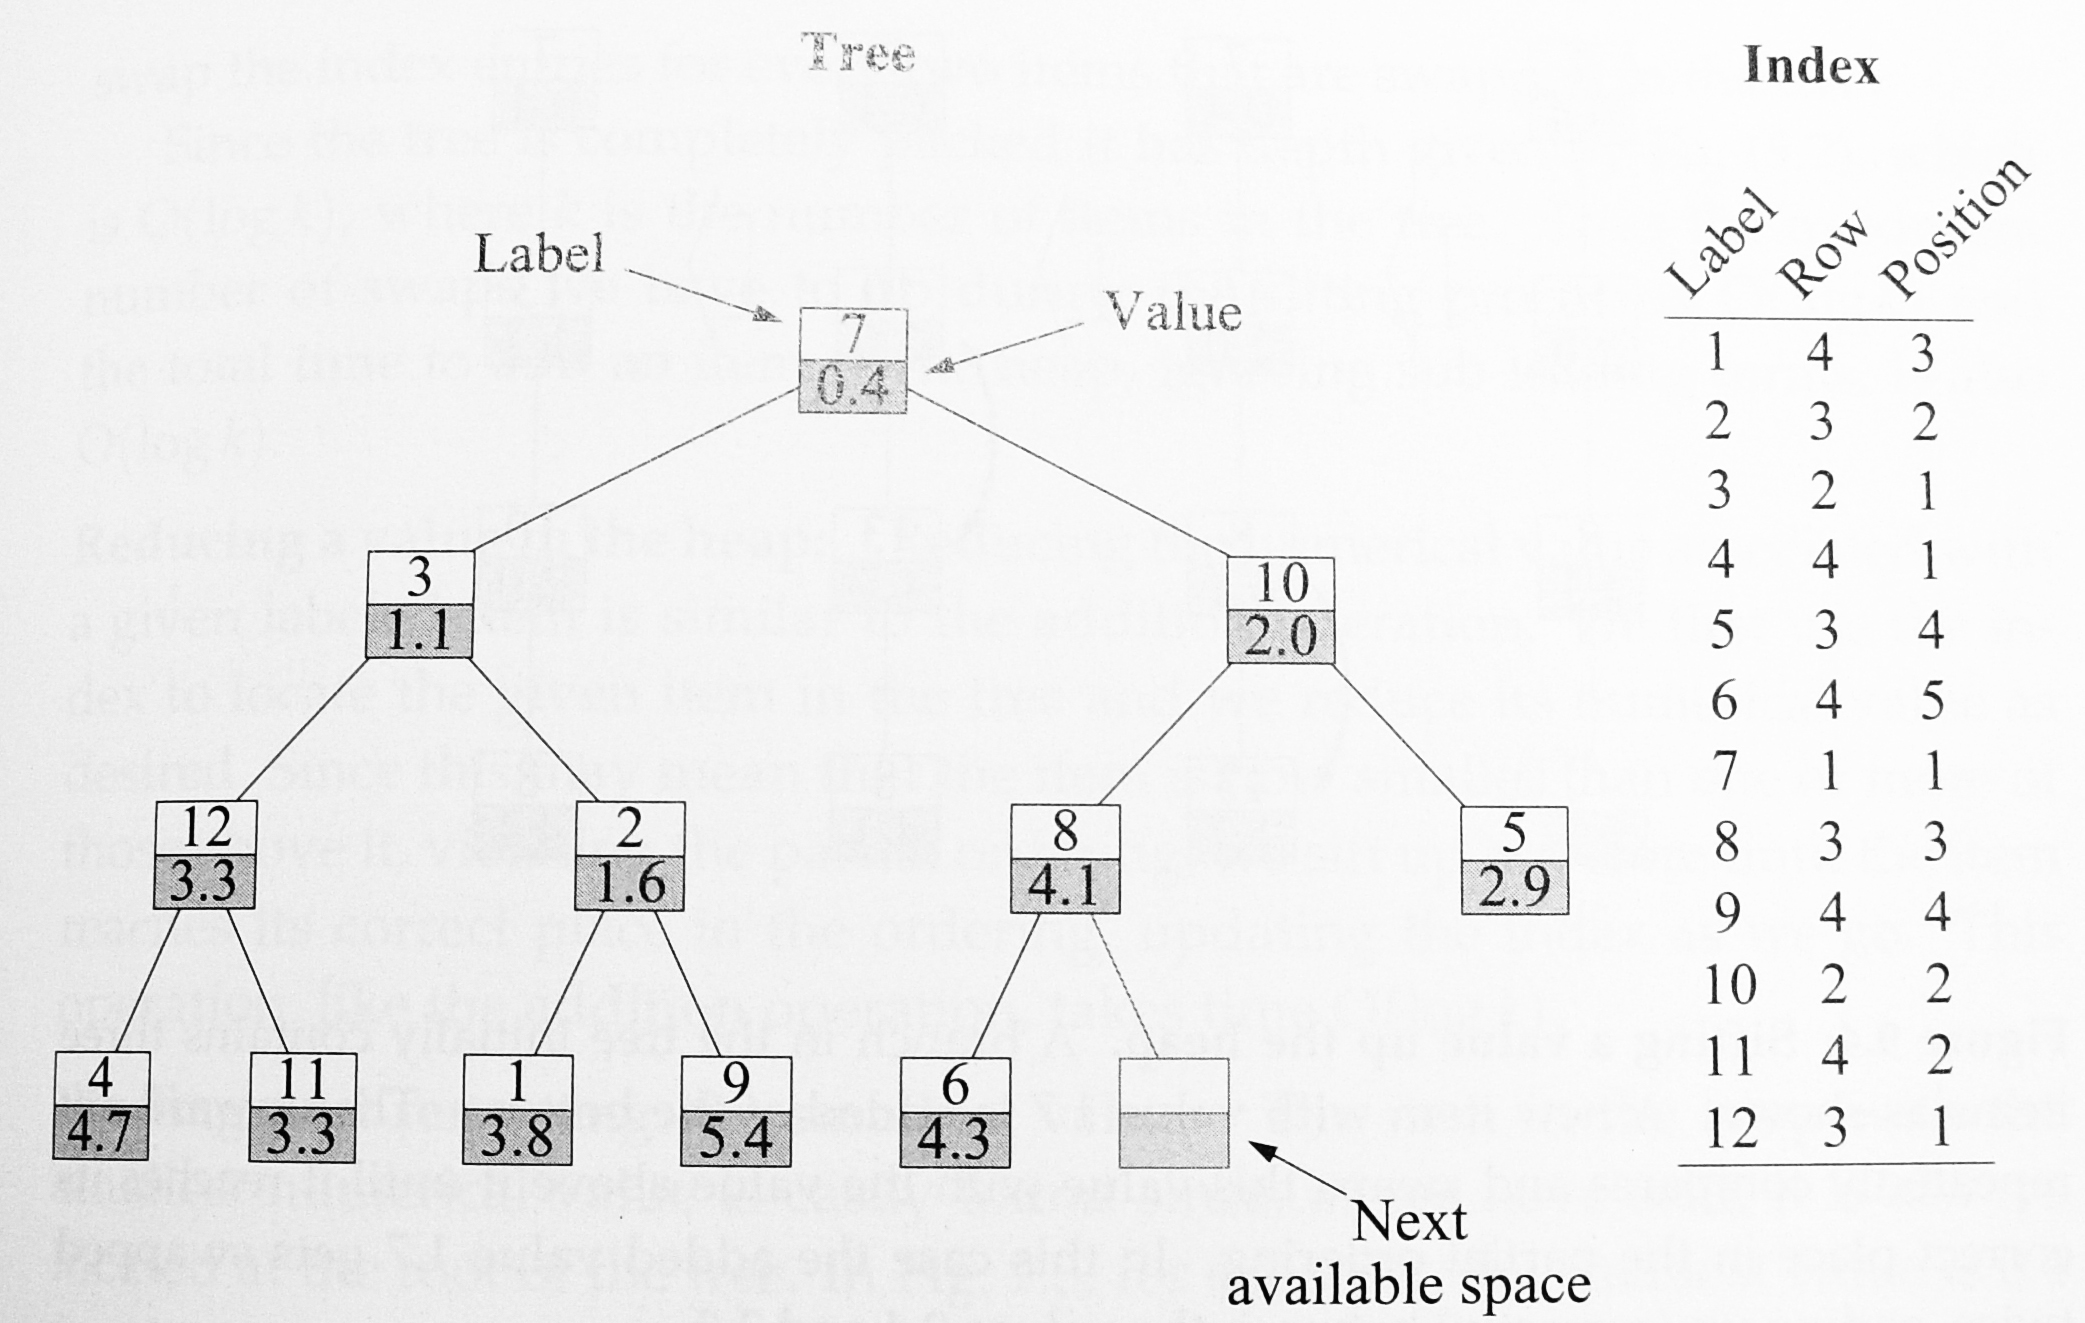 Tree
Index
Label
Value
7
0.4
3
1.1
10
2.0
12
3.3
2
1.6
8
4.1
5
2.9
4
4.7
11
3.3
1
3.8
9
5.4
6
4.3
Next
available space
Label Row Position
1 4 3
2 3 2
3 2 1
4 4 1
5 3 4
6 4 5
7 1 1
8 3 3
9 4 4
10 2 2
11 4 2
12 3 1